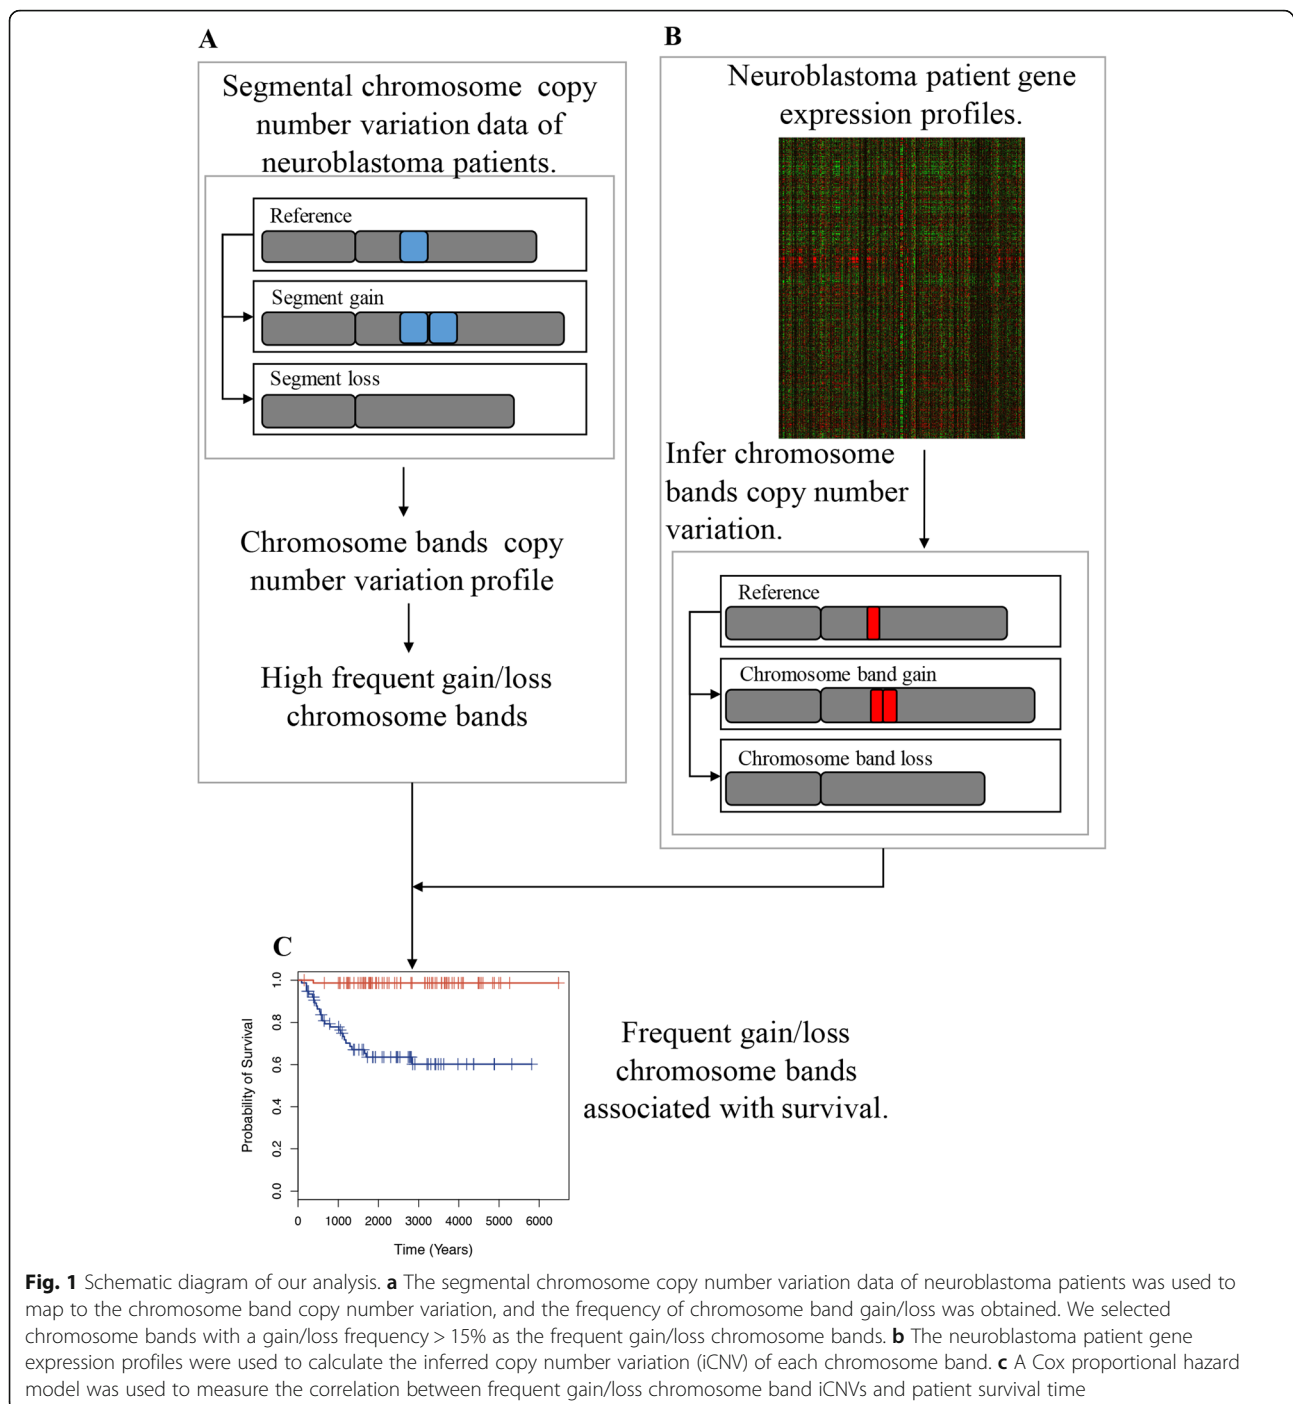 A
Segmental chromosome copy
number variation data of
neuroblastoma patients.
Reference
Segment gain
Segment loss
Chromosome bands copy
number variation profile
High frequent gain/loss
chromosome bands
B
Neuroblastoma patient gene
expression profiles.
Infer chromosome
bands copy number
variation.
Reference
Chromosome band gain
Chromosome band loss
C
Probability of Survival
1.0
0.8
0.6
0.4
0.2
0.0
0 1000 2000 3000 4000 5000 6000
Time (Years)
Frequent gain/loss
chromosome bands
associated with survival.
Fig. 1 Schematic diagram of our analysis. a The segmental chromosome copy number variation data of neuroblastoma patients was used to
map to the chromosome band copy number variation, and the frequency of chromosome band gain/loss was obtained. We selected
chromosome bands with a gain/loss frequency > 15% as the frequent gain/loss chromosome bands. b The neuroblastoma patient gene
expression profiles were used to calculate the inferred copy number variation (iCNV) of each chromosome band. c A Cox proportional hazard
model was used to measure the correlation between frequent gain/loss chromosome band iCNVs and patient survival time